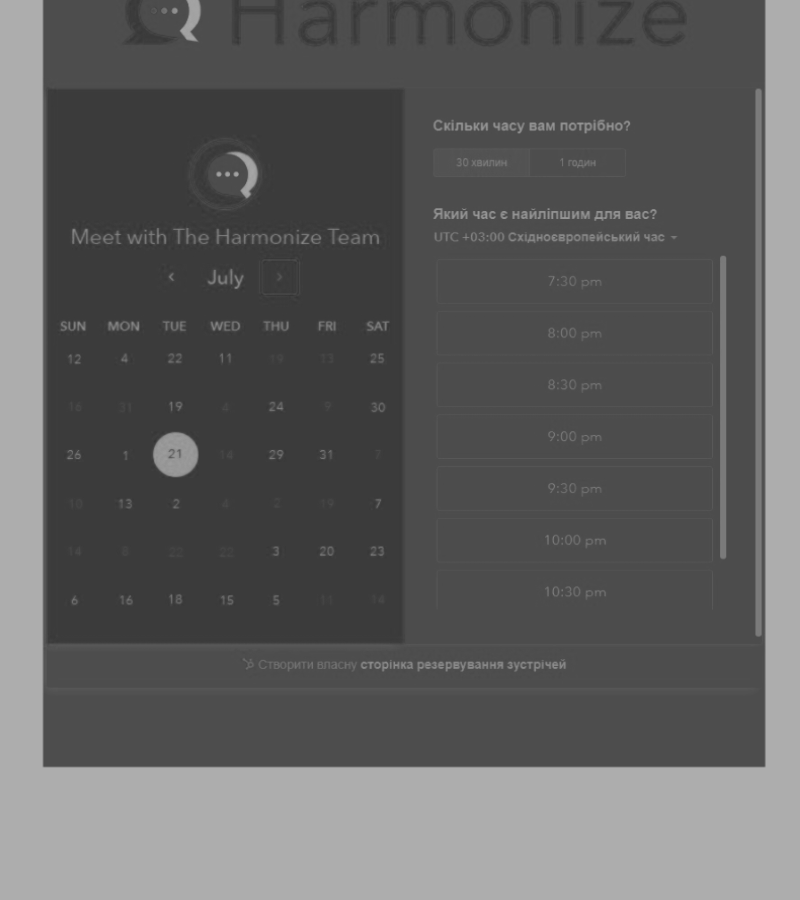 Harmonize
Meet with The Harmonize Team
July
SUN MON TUE WED THU FRI SAT
12 4 22 11 19 13 25
16 31 19 4 24 9 30
26 1 21 14 29 31 7
10 13 2 4 2 19 7
14 8 22 22 3 20 23
6 16 18 15 5 11 14
Скільки часу вам потрібно?
30 хвилин 1 годин
Який час є найліпшим для вас?
UTC +03:00 Східноєвропейський час
7:30 pm
8:00 pm
8:30 pm
9:00 pm
9:30 pm
10:00 pm
10:30 pm
Створити власну сторінка резервування зустрічей